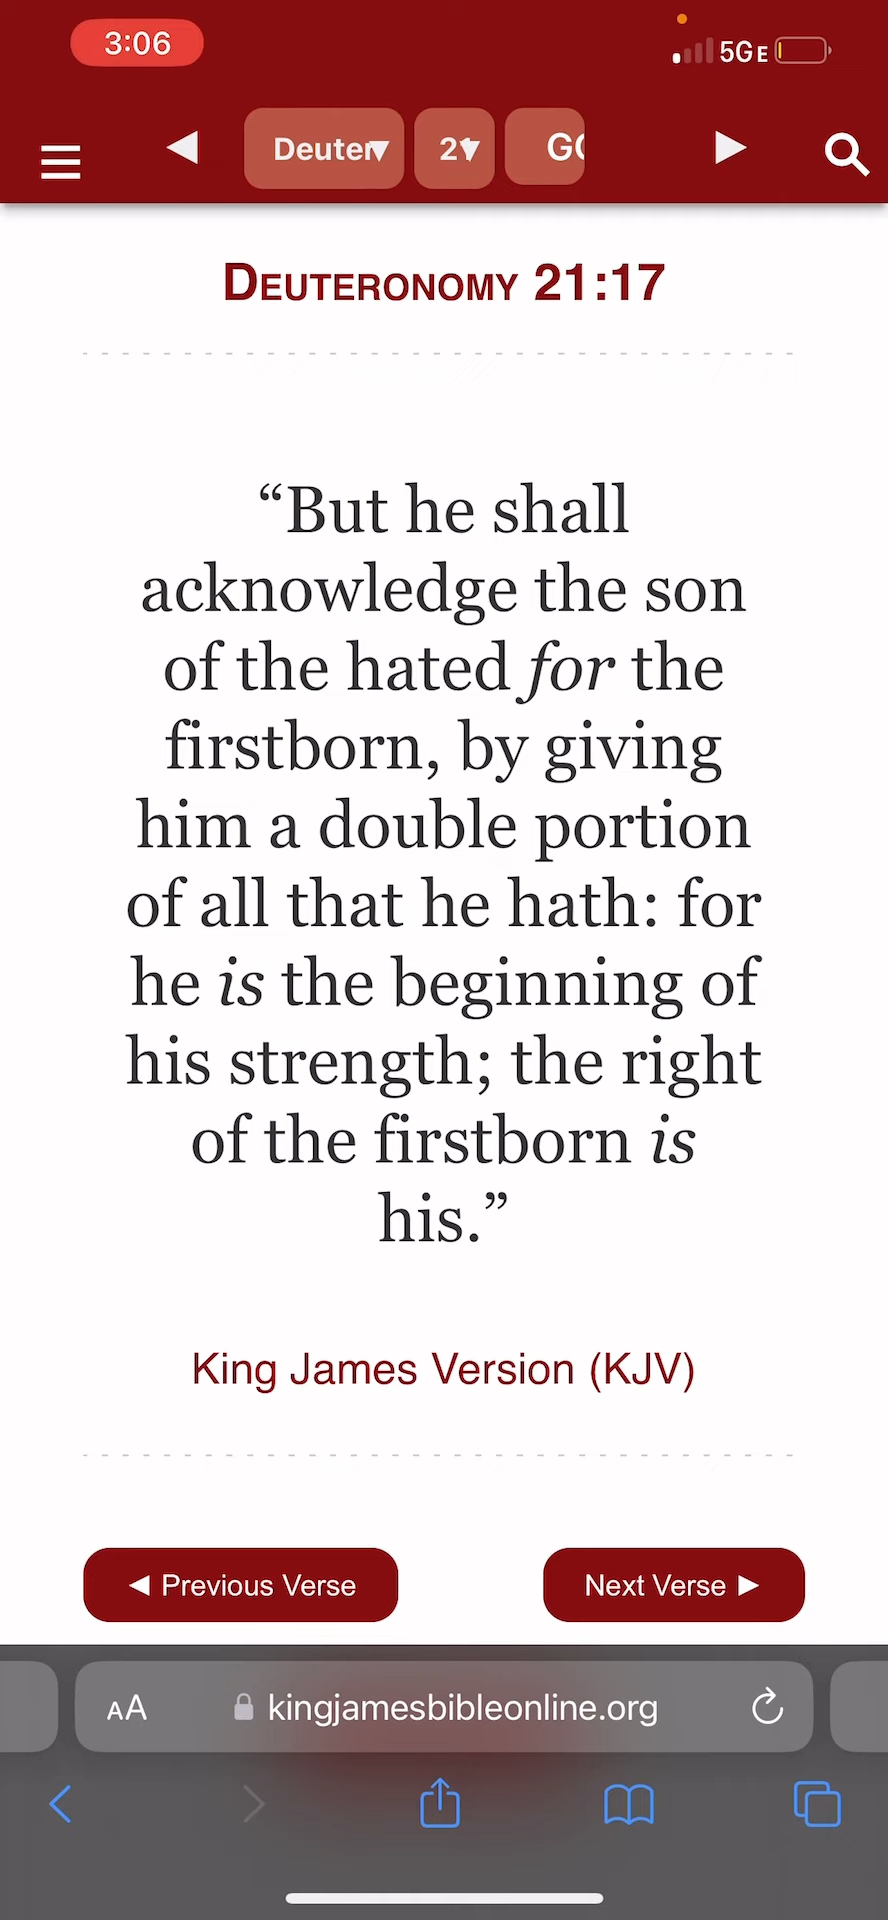 3:06
5GE
Deuter
21
GO
DEUTERONOMY 21:17
“But he shall
acknowledge the son
of the hated for the
firstborn, by giving
him a double portion
of all that he hath: for
he is the beginning of
his strength; the right
of the firstborn is
his.”
King James Version (KJV)
◀ Previous Verse
Next Verse ▶
AA
kingjamesbibleonline.org